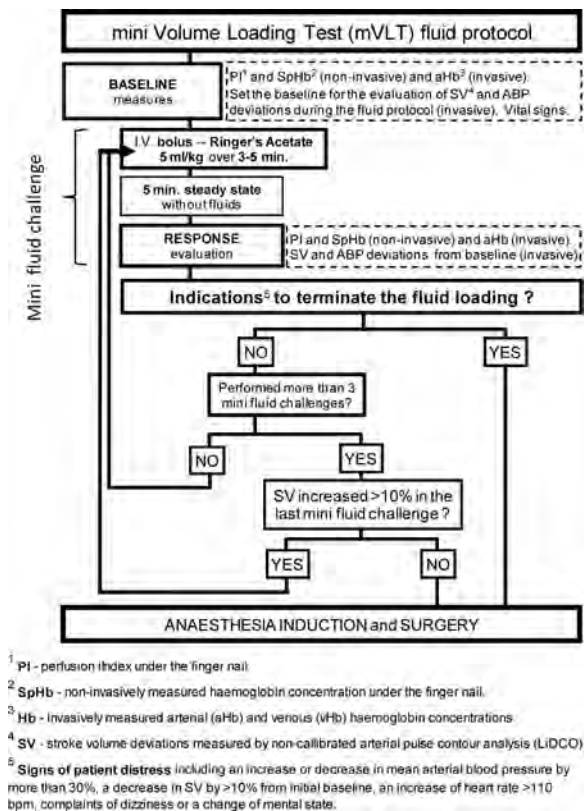 mini Volume Loading Test (mVLT) fluid protocol
BASELINE
measures
PI¹ and SpHb² (non-invasive) and aHb³ (invasive).
Set the baseline for the evaluation of SV⁴ and ABP
deviations during the fluid protocol (invasive). Vital signs.
Mini fluid challenge
I.V. bolus -- Ringer's Acetate
5 ml/kg over 3-5 min.
5 min. steady state
without fluids
RESPONSE
evaluation
PI and SpHb (non-invasive) and aHb (invasive).
SV and ABP deviations from baseline (invasive)
Indications⁵ to terminate the fluid loading ?
NO
YES
Performed more than 3
mini fluid challenges?
NO
YES
SV increased >10% in the
last mini fluid challenge ?
YES
NO
ANAESTHESIA INDUCTION and SURGERY
¹ PI - perfusion index under the finger nail.
² SpHb - non-invasively measured haemoglobin concentration under the finger nail.
³ Hb - invasively measured arterial (aHb) and venous (vHb) haemoglobin concentrations
⁴ SV - stroke volume deviations measured by non-calibrated arterial pulse contour analysis (LiDCO)
⁵ Signs of patient distress including an increase or decrease in mean arterial blood pressure by
more than 30%, a decrease in SV by >10% from initial baseline, an increase of heart rate >110
bpm, complaints of dizziness or a change of mental state.